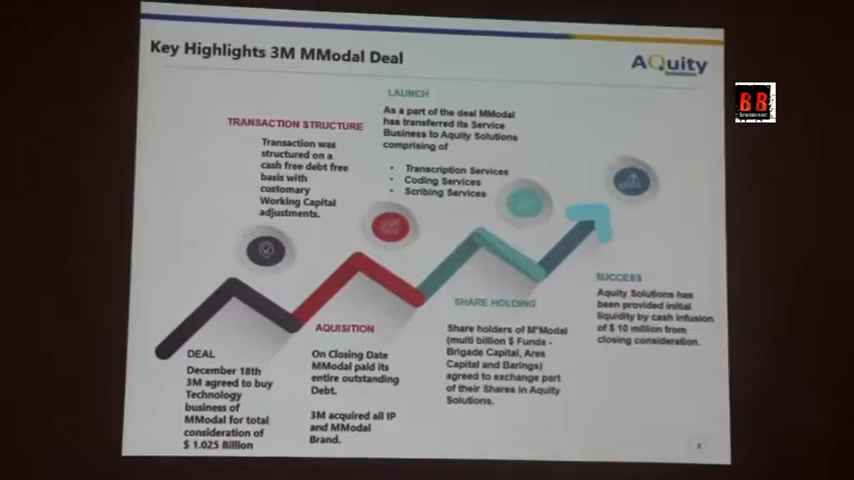 Key Highlights 3M MModal Deal
AQuity
Solutions
BB
Entertainment
LAUNCH
As a part of the deal MModal
has transferred its Service
Business to Aquity Solutions
comprising of
• Transcription Services
• Coding Services
• Scribing Services
TRANSACTION STRUCTURE
Transaction was
structured on a
cash free debt free
basis with
customary
Working Capital
adjustments.
DEAL
December 18th
3M agreed to buy
Technology
business of
MModal for total
consideration of
$ 1.025 Billion
AQUISITION
On Closing Date
MModal paid its
entire outstanding
Debt.
3M acquired all IP
and MModal
Brand.
SHARE HOLDING
Share holders of M*Modal
(multi billion $ Funds -
Brigade Capital, Ares
Capital and Barings)
agreed to exchange part
of their Shares in Aquity
Solutions.
SUCCESS
Aquity Solutions has
been provided initial
liquidity by cash infusion
of $ 10 million from
closing consideration.